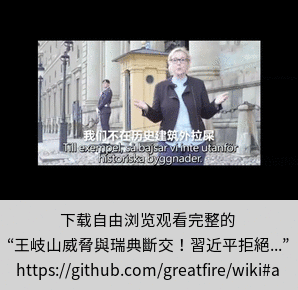 我们不在历史建筑外拉屎
Till exempel, så bajsar vi inte utanför
historiska byggnader.
下载自由浏览观看完整的
“王岐山威脅與瑞典斷交！習近平拒絕...”
https://github.com/greatfire/wiki#a